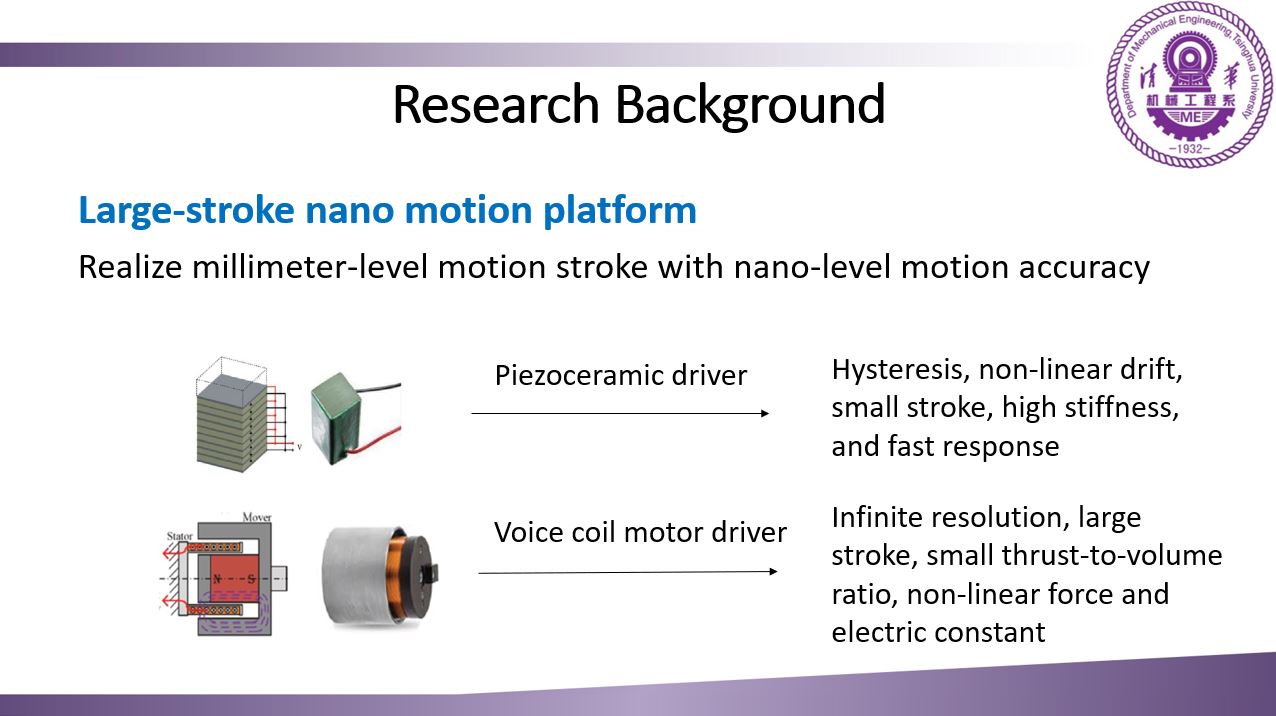 Department of Mechanical Engineering, Tsinghua University
清华
机械工程系
ME
1932
Research Background
Large-stroke nano motion platform
Realize millimeter-level motion stroke with nano-level motion accuracy
Piezoceramic driver
Hysteresis, non-linear drift,
small stroke, high stiffness,
and fast response
V
Mover
Stator
N S
Voice coil motor driver
Infinite resolution, large
stroke, small thrust-to-volume
ratio, non-linear force and
electric constant